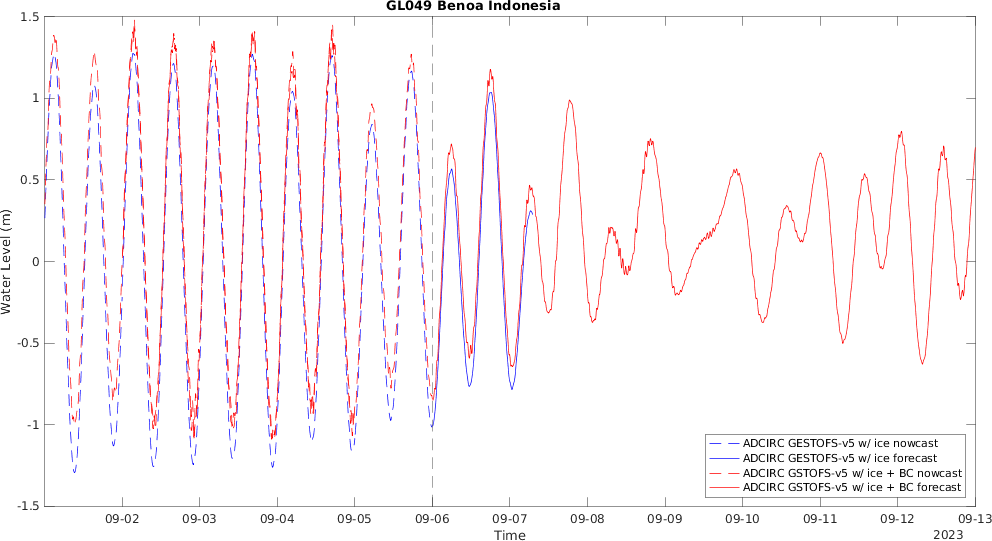 GL049 Benoa Indonesia
Water Level (m)
1.5
1
0.5
0
-0.5
-1
-1.5
09-02 09-03 09-04 09-05 09-06 09-07 09-08 09-09 09-10 09-11 09-12 09-13
Time
2023
ADCIRC GESTOFS-v5 w/ ice nowcast
ADCIRC GESTOFS-v5 w/ ice forecast
ADCIRC GSTOFS-v5 w/ ice + BC nowcast
ADCIRC GSTOFS-v5 w/ ice + BC forecast